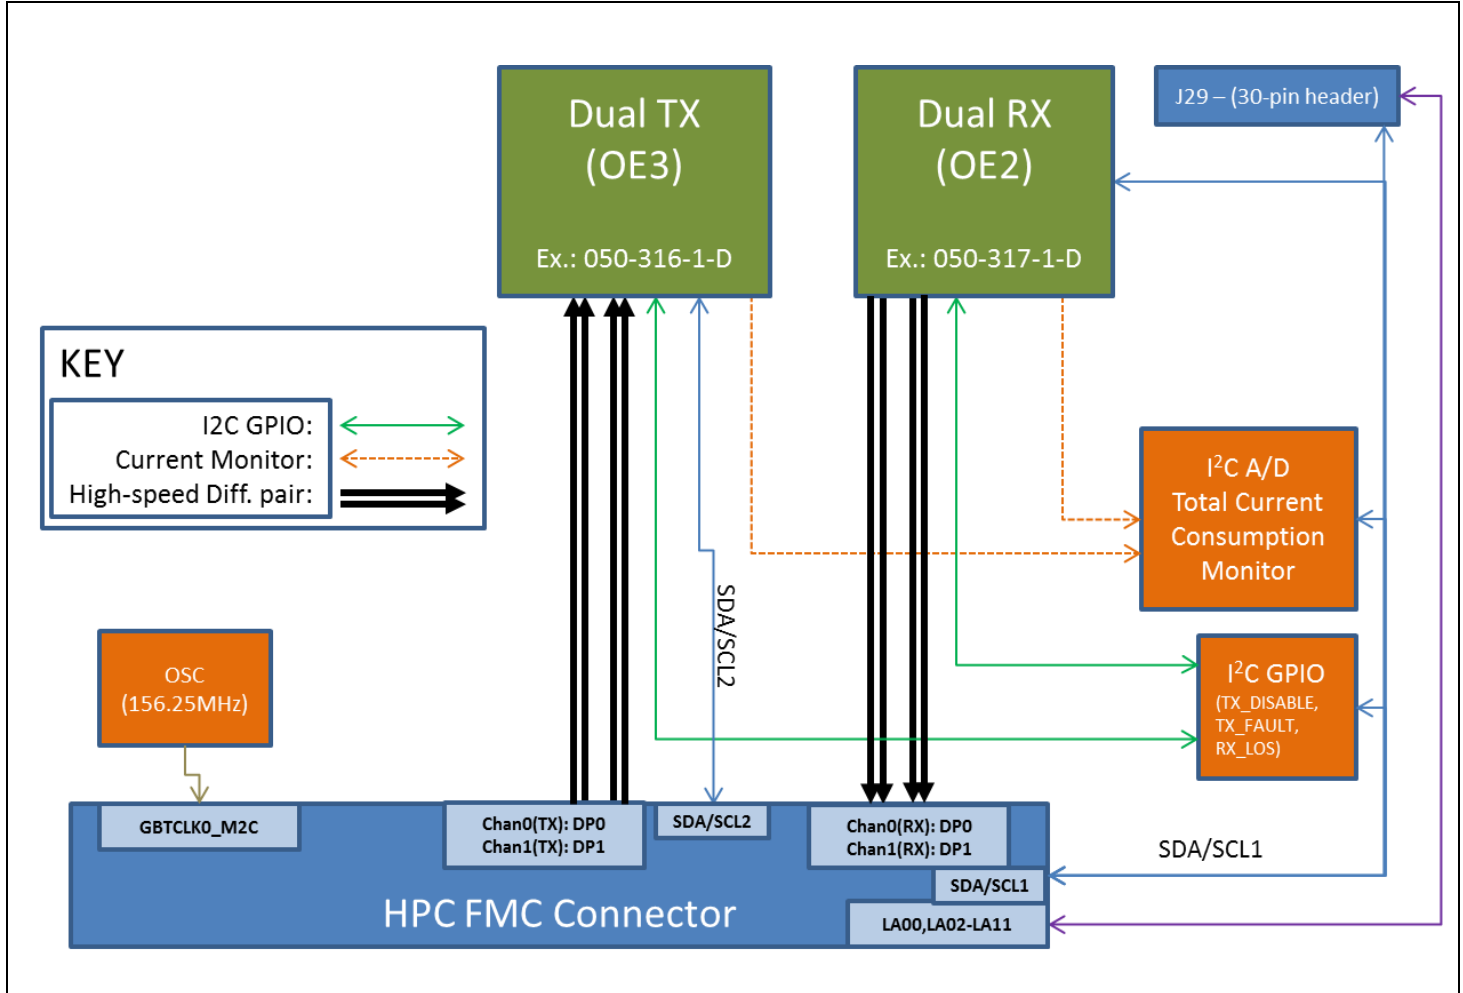 Dual TX
(OE3)
Ex.: 050-316-1-D
Dual RX
(OE2)
Ex.: 050-317-1-D
J29 – (30-pin header)
KEY
I2C GPIO:
Current Monitor:
High-speed Diff. pair:
I²C A/D
Total Current
Consumption
Monitor
SDA/SCL2
OSC
(156.25MHz)
I²C GPIO
(TX_DISABLE,
TX_FAULT,
RX_LOS)
GBTCLK0_M2C
Chan0(TX): DP0
Chan1(TX): DP1
SDA/SCL2
Chan0(RX): DP0
Chan1(RX): DP1
SDA/SCL1
SDA/SCL1
HPC FMC Connector
LA00,LA02-LA11